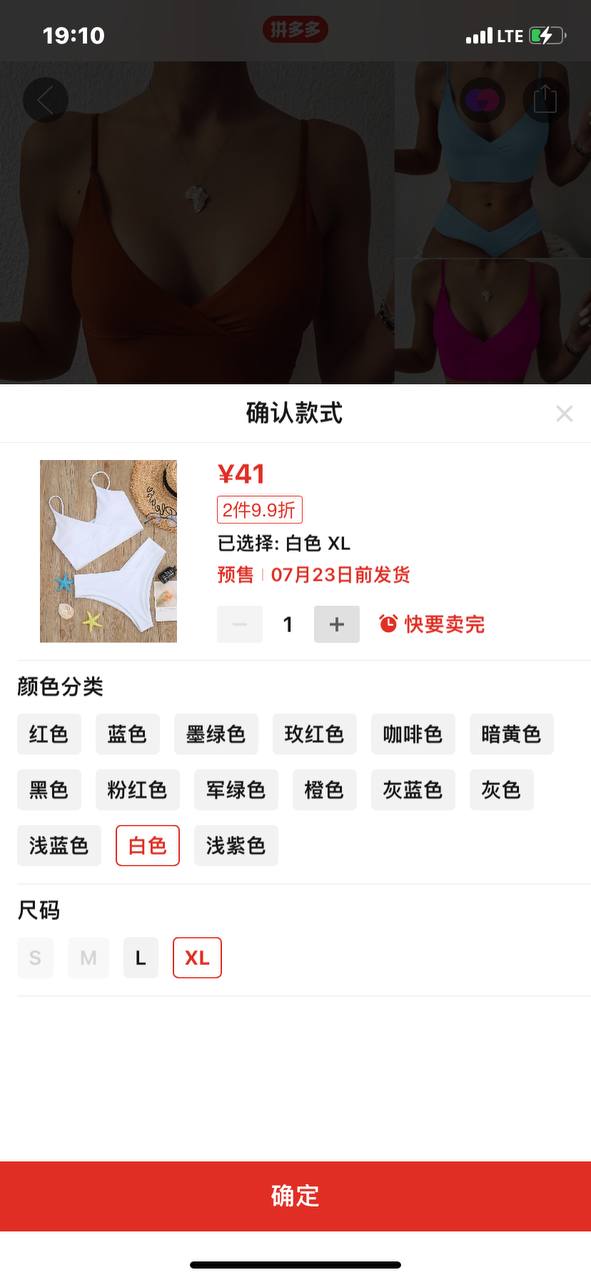 19:10
拼多多
LTE
确认款式
¥41
2件9.9折
已选择: 白色 XL
预售 | 07月23日前发货
1
快要卖完
颜色分类
红色 蓝色 墨绿色 玫红色 咖啡色 暗黄色
黑色 粉红色 军绿色 橙色 灰蓝色 灰色
浅蓝色 白色 浅紫色
尺码
S M L XL
确定